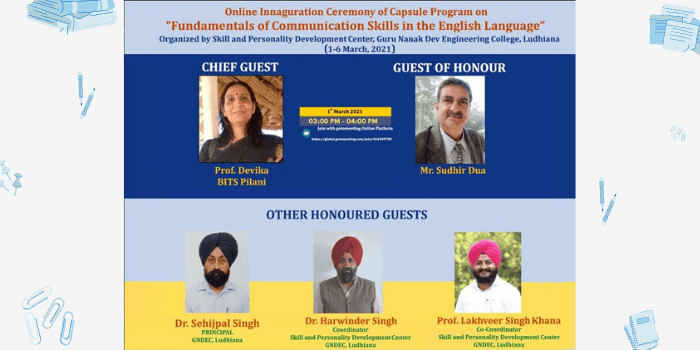 Online Innaguration Ceremony of Capsule Program on
"Fundamentals of Communication Skills in the English Language"
Organized by Skill and Personality Development Center, Guru Nanak Dev Engineering College, Ludhiana
(1-6 March, 2021)
CHIEF GUEST
GUEST OF HONOUR
1st March 2021
03:00 PM - 04:00 PM
Join with gotomeeting Online Platform
Prof. Devika
BITS Pilani
Mr. Sudhir Dua
OTHER HONOURED GUESTS
Dr. Sehijpal Singh
PRINCIPAL
GNDEC, Ludhiana
Dr. Harwinder Singh
Coordinator
Skill and Personality Development Center
GNDEC, Ludhiana
Prof. Lakhveer Singh Khana
Co-Coordinator
Skill and Personality Development Center
GNDEC, Ludhiana